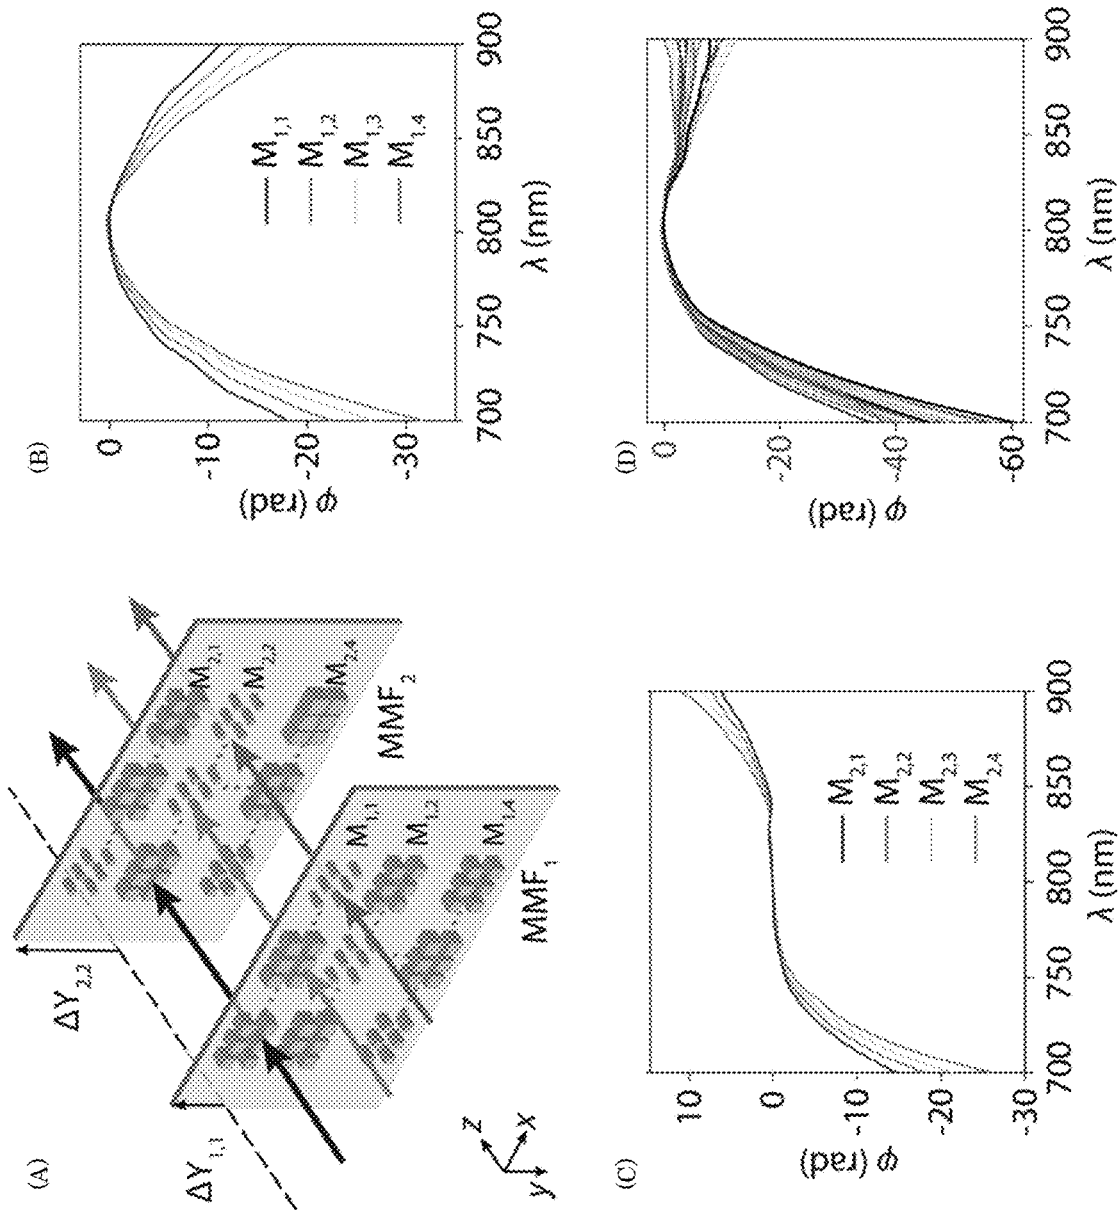 (A)
ΔY1,1
ΔY2,2
M1,1
M1,2
M1,4
MMF1
M2,1
M2,2
M2,4
MMF2
y
z
x
(B)
φ (rad)
0
-10
-20
-30
M1,1
M1,2
M1,3
M1,4
700
750
800
850
900
λ (nm)
(C)
φ (rad)
10
0
-10
-20
-30
M2,1
M2,2
M2,3
M2,4
700
750
800
850
900
λ (nm)
(D)
φ (rad)
0
-20
-40
-60
700
750
800
850
900
λ (nm)